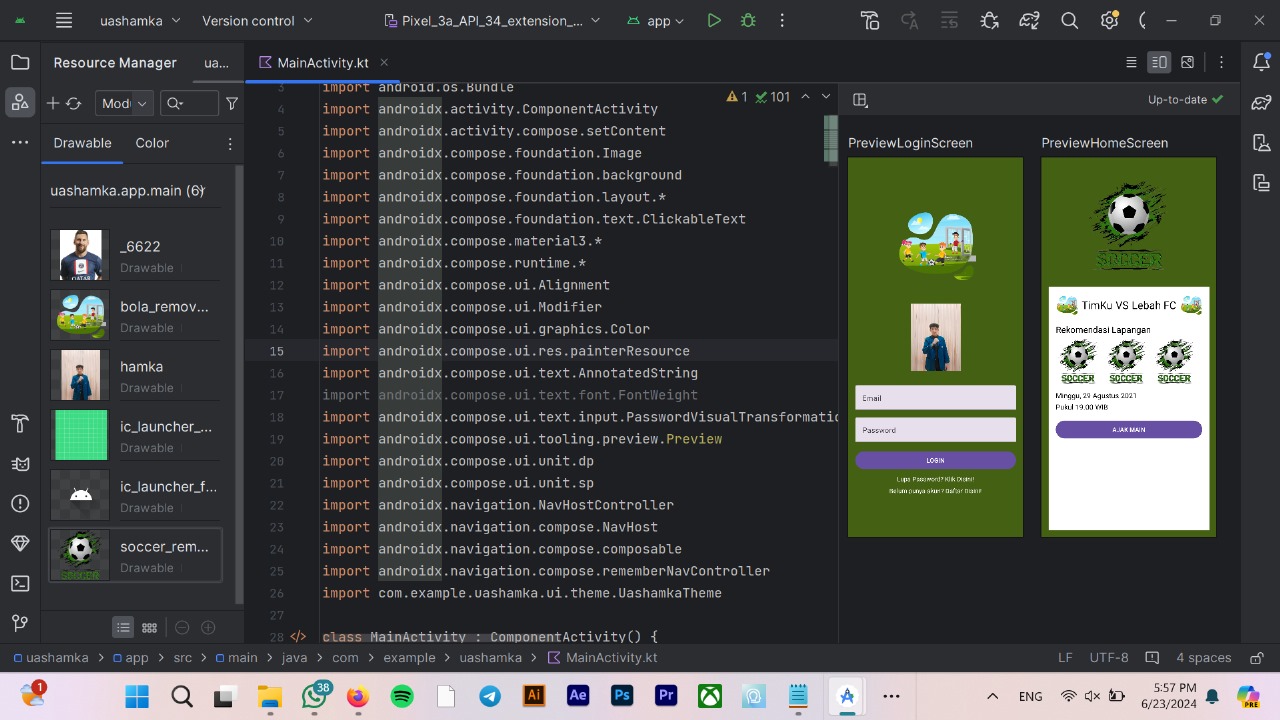 uashamka
Version control
Pixel_3a_API_34_extension_...
app
Resource Manager
ua...
MainActivity.kt
Modi
1
101
Up-to-date
Drawable
Color
uashamka.app.main (6)
_6622
Drawable
bola_remov...
Drawable
hamka
Drawable
ic_launcher_...
Drawable
ic_launcher_f...
Drawable
soccer_rem...
Drawable
3 import android.os.Bundle
4 import androidx.activity.ComponentActivity
5 import androidx.activity.compose.setContent
6 import androidx.compose.foundation.Image
7 import androidx.compose.foundation.background
8 import androidx.compose.foundation.layout.*
9 import androidx.compose.foundation.text.ClickableText
10 import androidx.compose.material3.*
11 import androidx.compose.runtime.*
12 import androidx.compose.ui.Alignment
13 import androidx.compose.ui.Modifier
14 import androidx.compose.ui.graphics.Color
15 import androidx.compose.ui.res.painterResource
16 import androidx.compose.ui.text.AnnotatedString
17 import androidx.compose.ui.text.font.FontWeight
18 import androidx.compose.ui.text.input.PasswordVisualTransformatio
19 import androidx.compose.ui.tooling.preview.Preview
20 import androidx.compose.ui.unit.dp
21 import androidx.compose.ui.unit.sp
22 import androidx.navigation.NavHostController
23 import androidx.navigation.compose.NavHost
24 import androidx.navigation.compose.composable
25 import androidx.navigation.compose.rememberNavController
26 import com.example.uashamka.ui.theme.UashamkaTheme
27
28 </> class MainActivity : ComponentActivity() {
PreviewLoginScreen
Email
Password
LOGIN
Lupa Password? Klik Disini!
Belum punya akun? Daftar Disini!
PreviewHomeScreen
SOCCER
TimKu VS Lebah FC
Rekomendasi Lapangan
SOCCER SOCCER SOCCER
Minggu, 29 Agustus 2021
Pukul 19.00 WIB
AJAK MAIN
QATAR
SOCCER
uashamka > app > src > main > java > com > example > uashamka > MainActivity.kt
LF
UTF-8
4 spaces
1
38
Ai
Ae
Ps
Pr
ENG
5:57 PM
6/23/2024
PRE